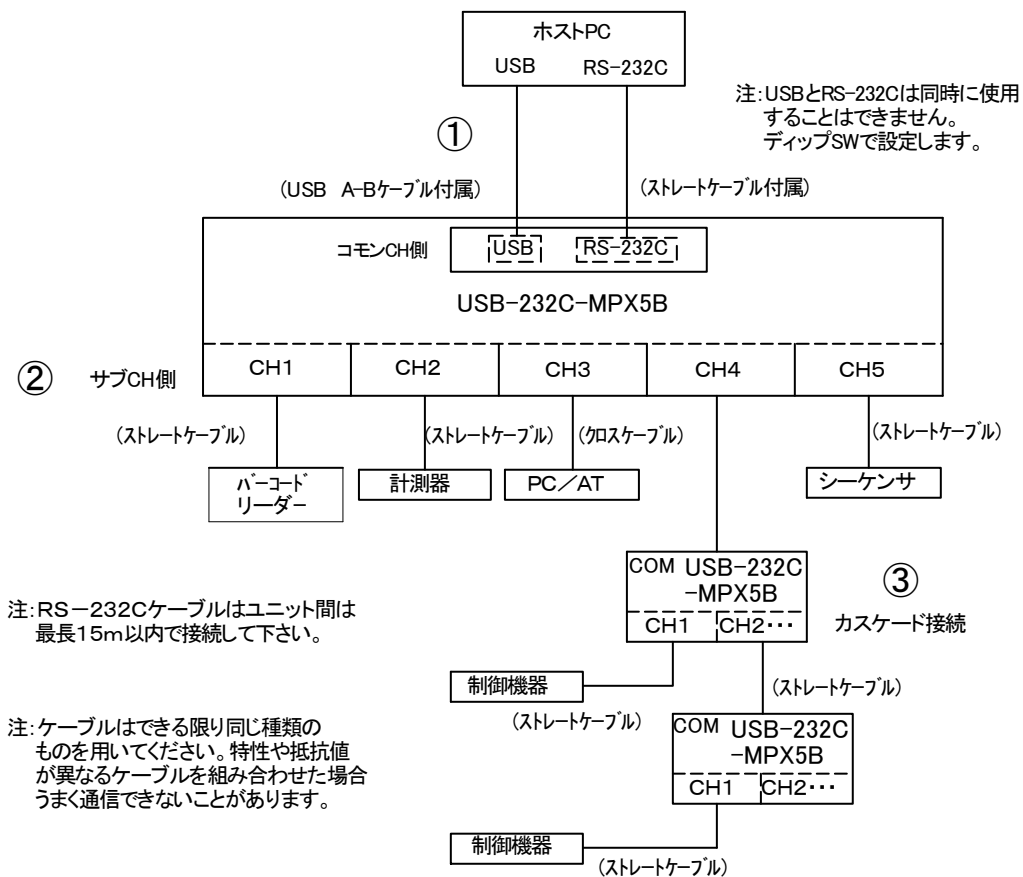 ホストPC
USB RS-232C
注:USBとRS-232Cは同時に使用
することはできません。
ディップSWで設定します。
①
(USB A-Bケーブル付属)
(ストレートケーブル付属)
コモンCH側
USB RS-232C
USB-232C-MPX5B
② サブCH側
CH1 CH2 CH3 CH4 CH5
(ストレートケーブル) (ストレートケーブル) (クロスケーブル) (ストレートケーブル)
バーコード
リーダー
計測器
PC/AT
シーケンサ
COM USB-232C
-MPX5B
CH1 CH2・・・
③
カスケード接続
注:RS-232Cケーブルはユニット間は
最長15m以内で接続して下さい。
制御機器
(ストレートケーブル)
(ストレートケーブル)
注:ケーブルはできる限り同じ種類の
ものを用いてください。特性や抵抗値
が異なるケーブルを組み合わせた場合
うまく通信できないことがあります。
COM USB-232C
-MPX5B
CH1 CH2・・・
制御機器
(ストレートケーブル)